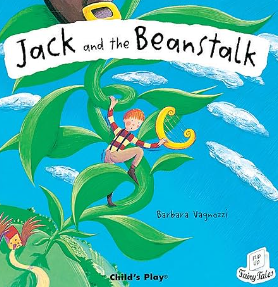 Jack and the Beanstalk
Barbara Vagnozzi
Child's Play®
FLIP UP
Fairy Tales